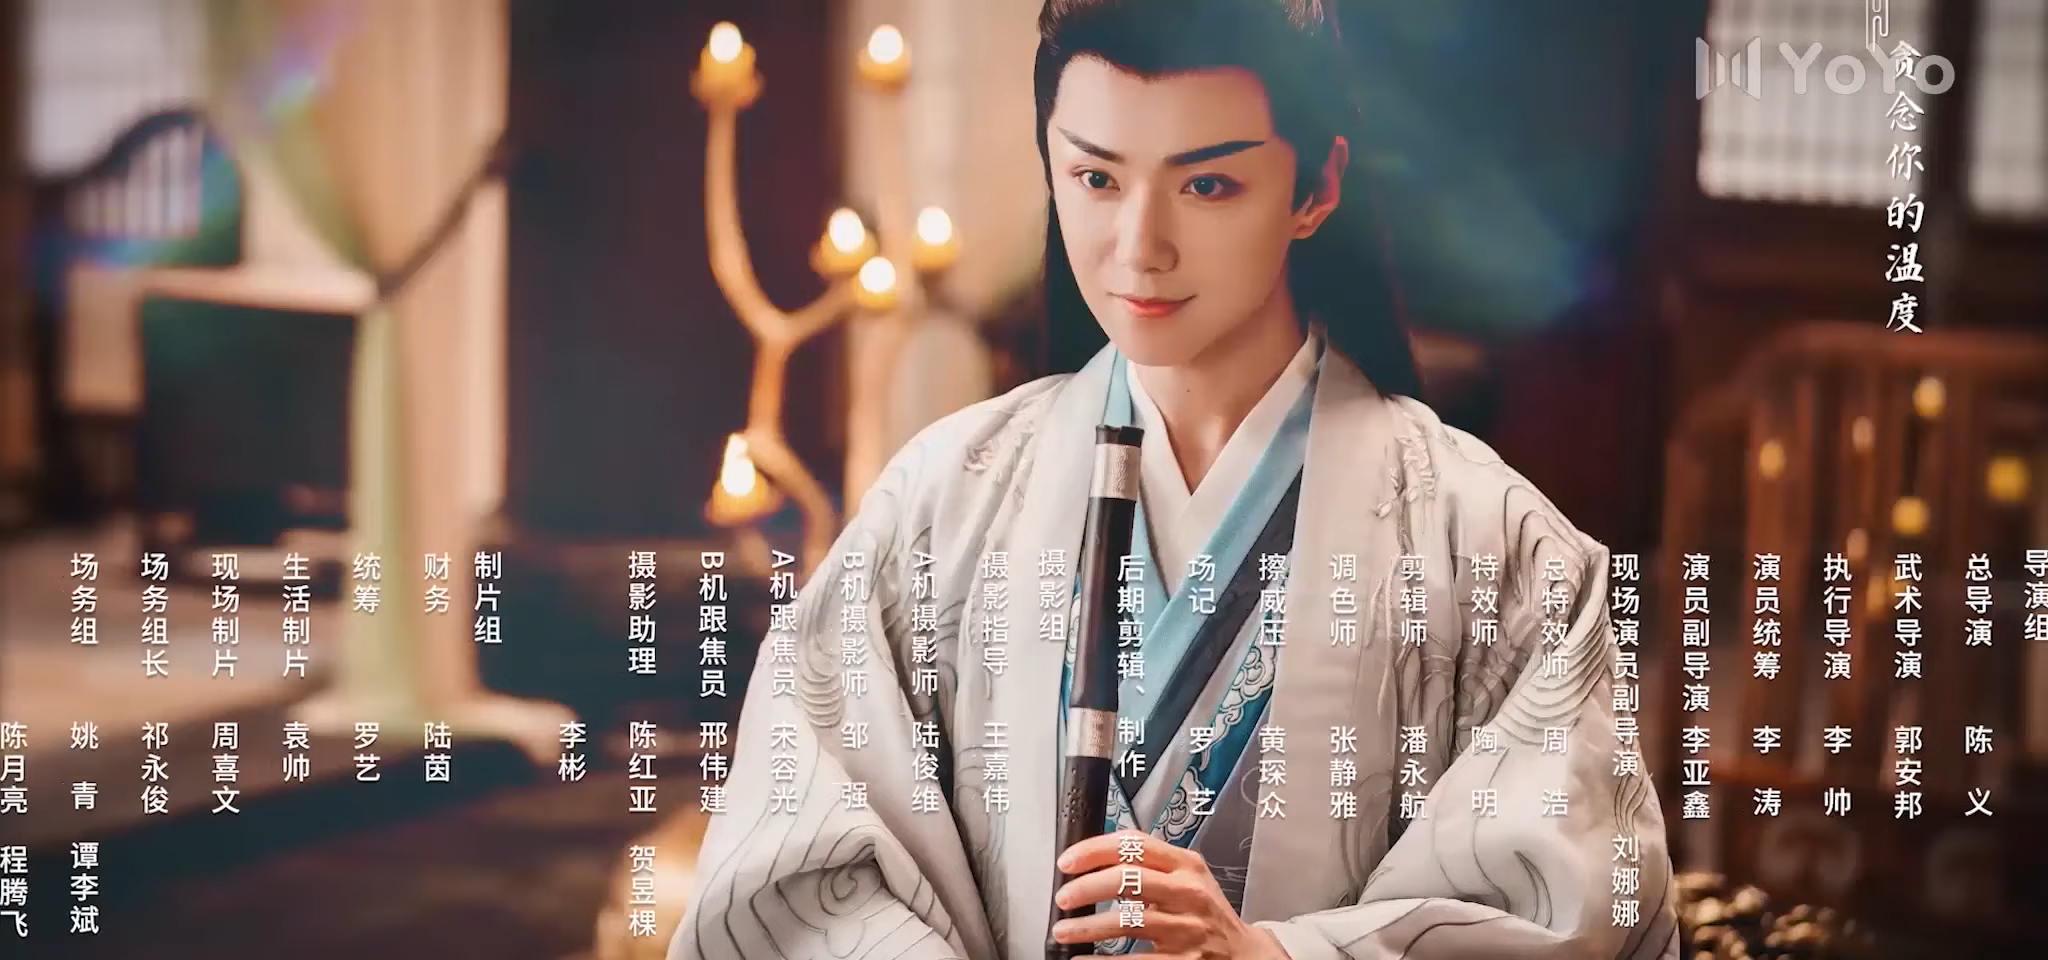 YoYo
贪念你的温度
导演组
总导演 陈义
武术导演 郭安邦
执行导演 李帅
演员统筹 李涛
演员副导演 李亚鑫
现场演员副导演 刘娜娜
总特效师 周浩
特效师 陶明
剪辑师 潘永航
调色师 张静雅
擦威压 黄琛众
场记 罗艺
后期剪辑、制作 蔡月霞
摄影组
摄影指导 王嘉伟
A机摄影师 陆俊维
B机摄影师 邹强
A机跟焦员 宋容光
B机跟焦员 邢伟建
摄影助理 陈红亚 贺昱棵
李彬
制片组
财务 陆茵
统筹 罗艺
生活制片 袁帅
现场制片 周喜文
场务组长 祁永俊
场务组 姚青 谭李斌
陈月亮 程腾飞